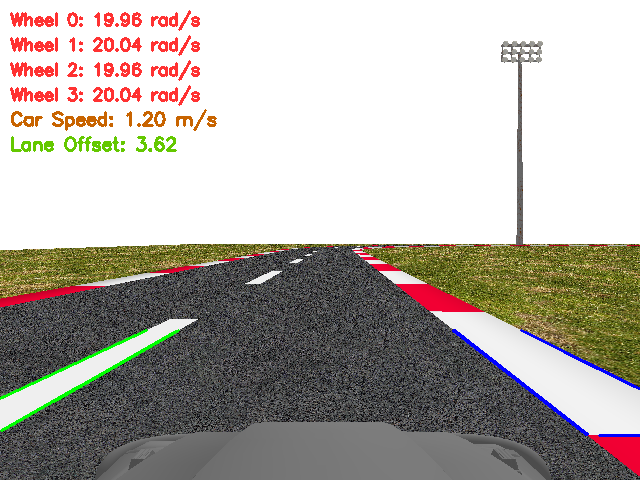 Wheel 0: 19.96 rad/s
Wheel 1: 20.04 rad/s
Wheel 2: 19.96 rad/s
Wheel 3: 20.04 rad/s
Car Speed: 1.20 m/s
Lane Offset: 3.62